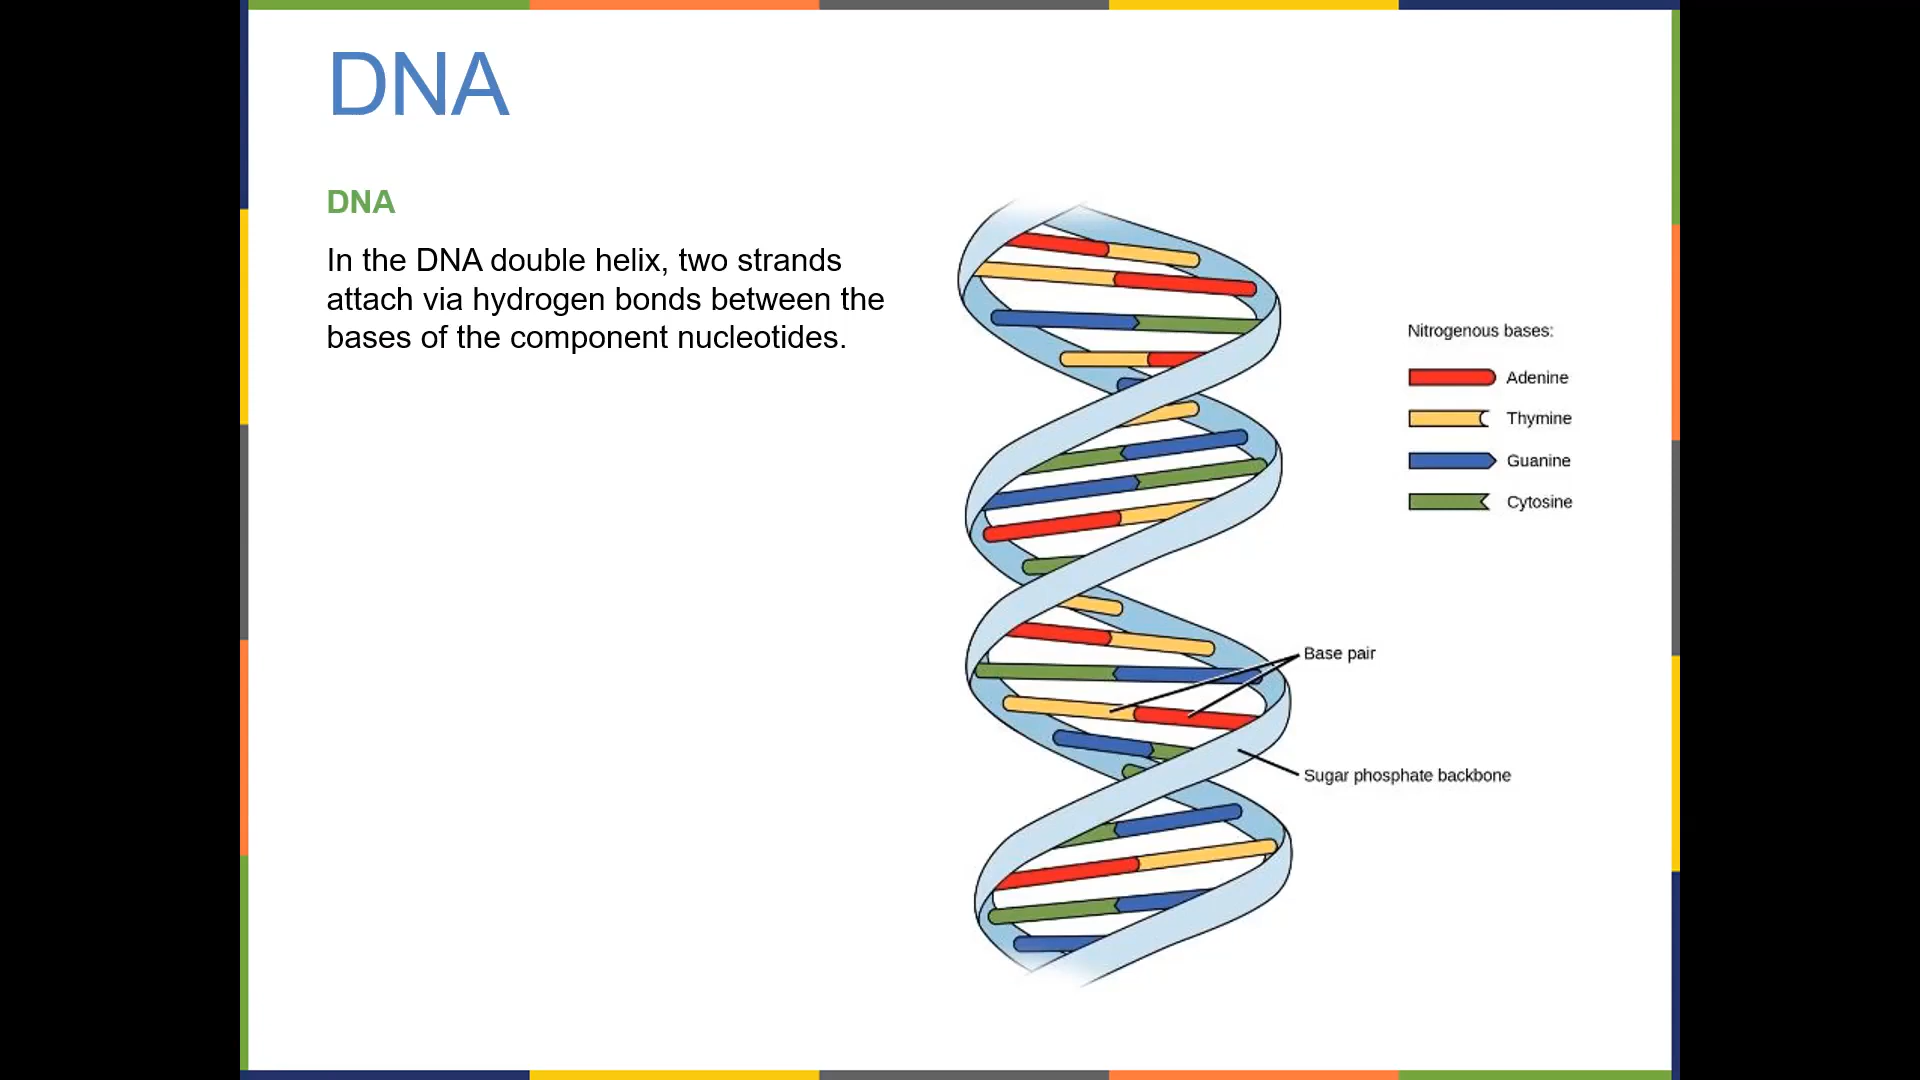 DNA
DNA
In the DNA double helix, two strands
attach via hydrogen bonds between the
bases of the component nucleotides.
Nitrogenous bases:
Adenine
Thymine
Guanine
Cytosine
Base pair
Sugar phosphate backbone